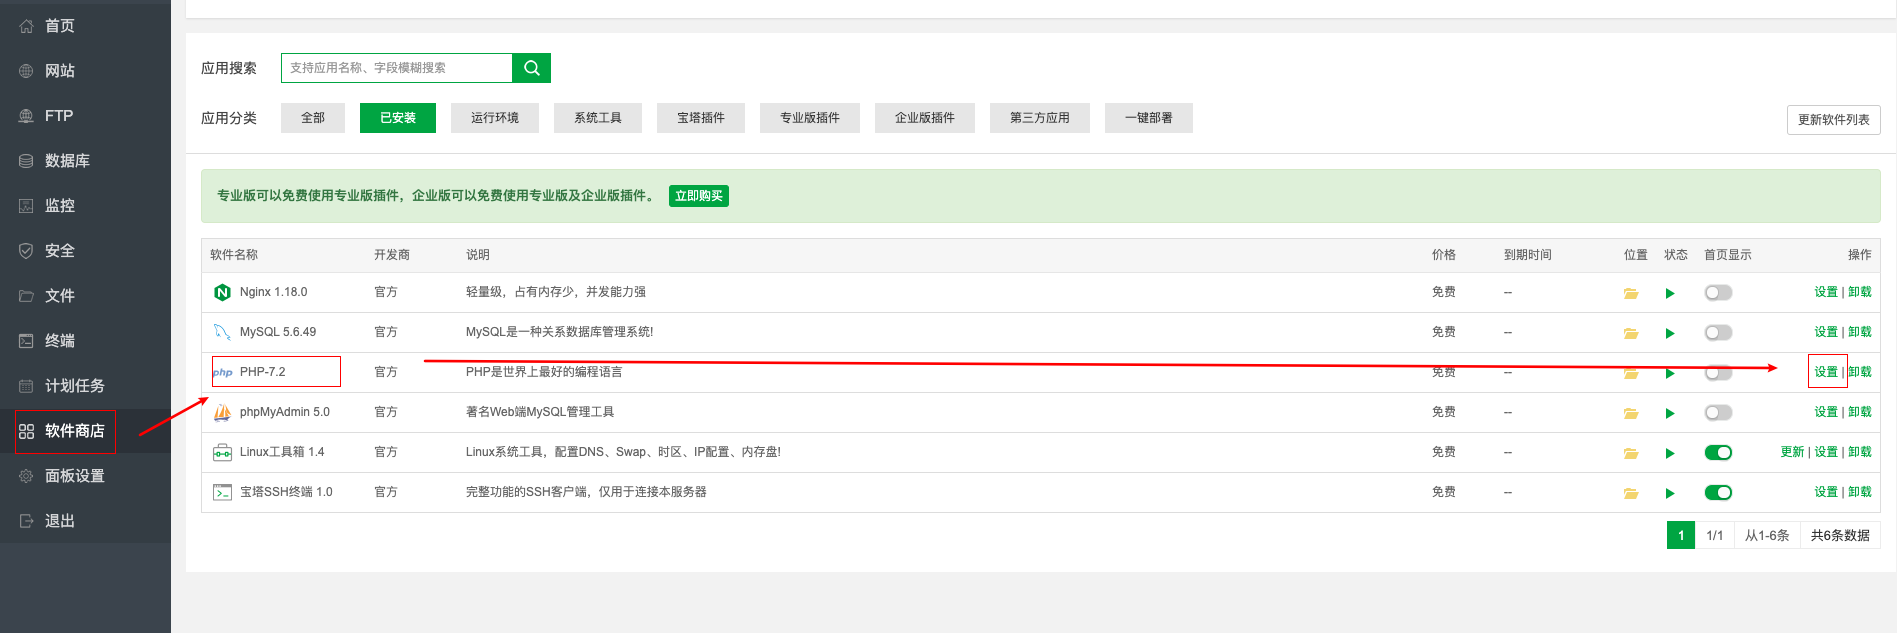 首页
网站
FTP
数据库
监控
安全
文件
终端
计划任务
软件商店
面板设置
退出
应用搜索 支持应用名称、字段模糊搜索
应用分类 全部 已安装 运行环境 系统工具 宝塔插件 专业版插件 企业版插件 第三方应用 一键部署 更新软件列表
专业版可以免费使用专业版插件，企业版可以免费使用专业版及企业版插件。 立即购买
软件名称 开发商 说明 价格 到期时间 位置 状态 首页显示 操作
Nginx 1.18.0 官方 轻量级，占有内存少，并发能力强 免费 -- 设置 | 卸载
MySQL 5.6.49 官方 MySQL是一种关系数据库管理系统! 免费 -- 设置 | 卸载
php PHP-7.2 官方 PHP是世界上最好的编程语言 免费 -- 设置 | 卸载
phpMyAdmin 5.0 官方 著名Web端MySQL管理工具 免费 -- 设置 | 卸载
Linux工具箱 1.4 官方 Linux系统工具，配置DNS、Swap、时区、IP配置、内存盘! 免费 -- 更新 | 设置 | 卸载
宝塔SSH终端 1.0 官方 完整功能的SSH客户端，仅用于连接本服务器 免费 -- 设置 | 卸载
1 1/1 从1-6条 共6条数据